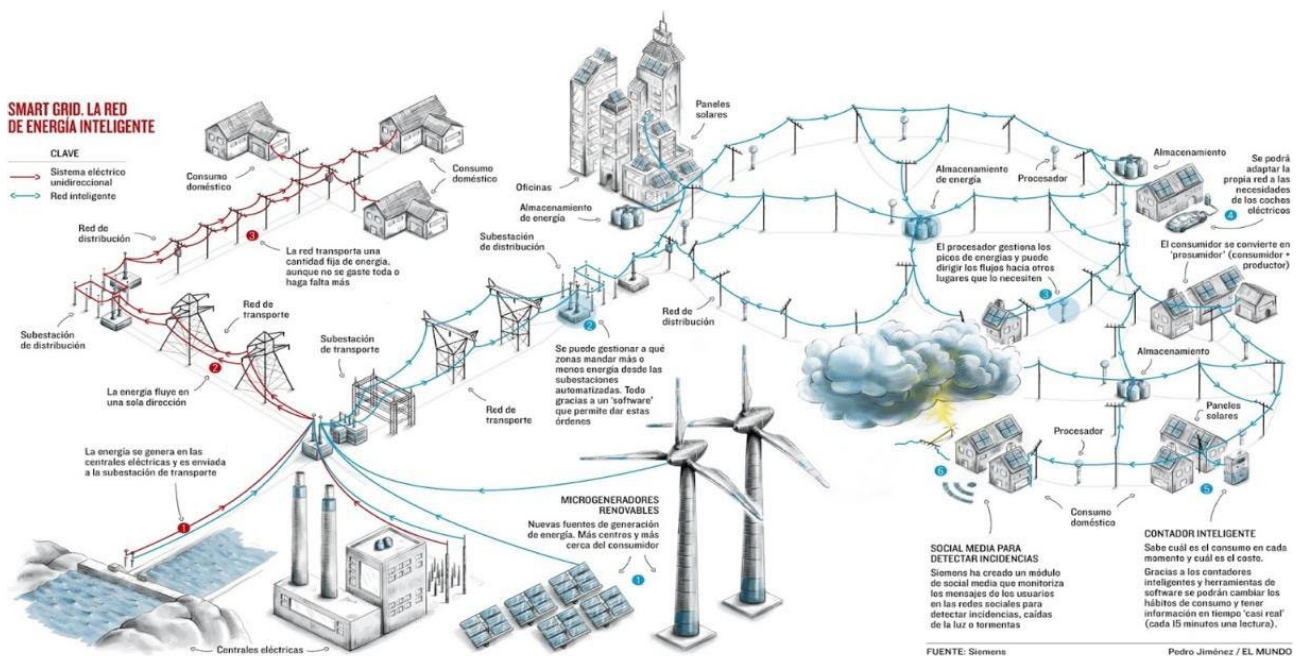 SMART GRID. LA RED
DE ENERGÍA INTELIGENTE
CLAVE
Sistema eléctrico
unidireccional
Red inteligente
Consumo
doméstico
Consumo
doméstico
Red de
distribución
3
La red transporta una
cantidad fija de energía,
aunque no se gaste toda o
haga falta más
Subestación
de distribución
Red de
transporte
2
La energía fluye en
una sola dirección
La energía se genera en las
centrales eléctricas y es enviada
a la subestación de transporte
1
Centrales eléctricas
Subestación
de transporte
Red de
transporte
MICROGENERADORES
RENOVABLES
Nuevas fuentes de generación
de energía. Más centros y más
cerca del consumidor
1
Subestación
de distribución
2
Se puede gestionar a qué
zonas mandar más o
menos energía desde las
subestaciones
automatizadas. Todo
gracias a un 'software'
que permite dar estas
órdenes
Oficinas
Almacenamiento
de energía
Paneles
solares
Red de
distribución
Almacenamiento
de energía
Procesador
Almacenamiento
El procesador gestiona los
picos de energías y puede
dirigir los flujos hacia otros
lugares que lo necesiten
3
Se podrá
adaptar la
propia red a las
necesidades
de los coches
eléctricos
4
El consumidor se convierte en
'prosumidor' (consumidor +
productor)
Almacenamiento
Paneles
solares
Procesador
6
5
Consumo
doméstico
SOCIAL MEDIA PARA
DETECTAR INCIDENCIAS
Siemens ha creado un módulo
de social media que monitoriza
los mensajes de los usuarios
en las redes sociales para
detectar incidencias, caídas
de la luz o tormentas
CONTADOR INTELIGENTE
Sabe cuál es el consumo en cada
momento y cuál es el coste.
Gracias a los contadores
inteligentes y herramientas de
software se podrán cambiar los
hábitos de consumo y tener
información en tiempo 'casi real'
(cada 15 minutos una lectura).
FUENTE: Siemens
Pedro Jiménez / EL MUNDO